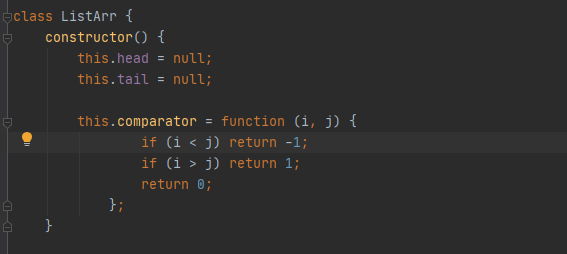 class ListArr {
constructor() {
this.head = null;
this.tail = null;
this.comparator = function (i, j) {
if (i < j) return -1;
if (i > j) return 1;
return 0;
};
}